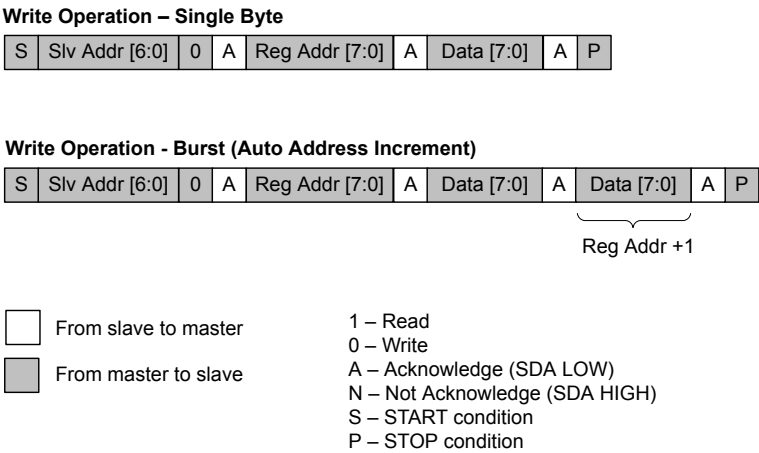 Write Operation – Single Byte
S Slv Addr [6:0] 0 A Reg Addr [7:0] A Data [7:0] A P
Write Operation - Burst (Auto Address Increment)
S Slv Addr [6:0] 0 A Reg Addr [7:0] A Data [7:0] A Data [7:0] A P
Reg Addr +1
From slave to master
From master to slave
1 – Read
0 – Write
A – Acknowledge (SDA LOW)
N – Not Acknowledge (SDA HIGH)
S – START condition
P – STOP condition